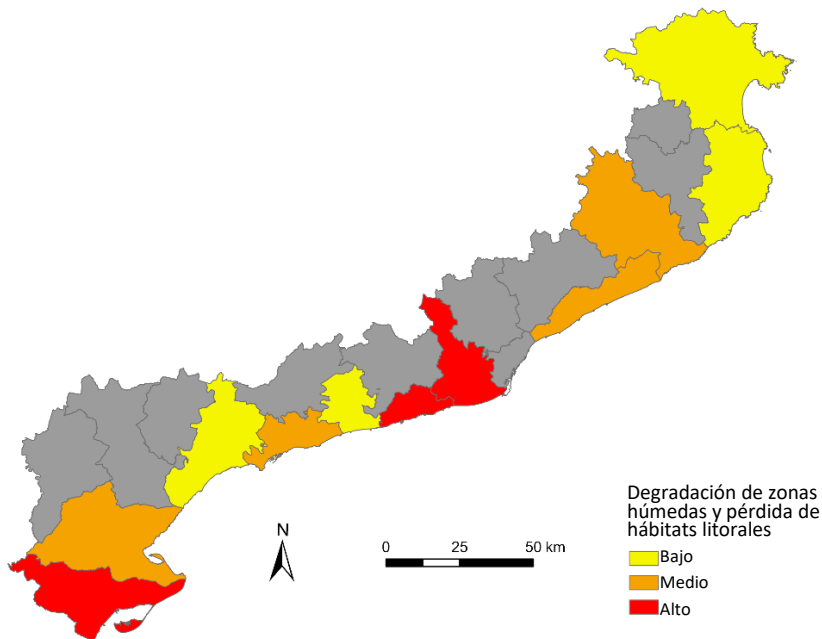 N
0 25 50 km
Degradación de zonas
húmedas y pérdida de
hábitats litorales
Bajo
Medio
Alto